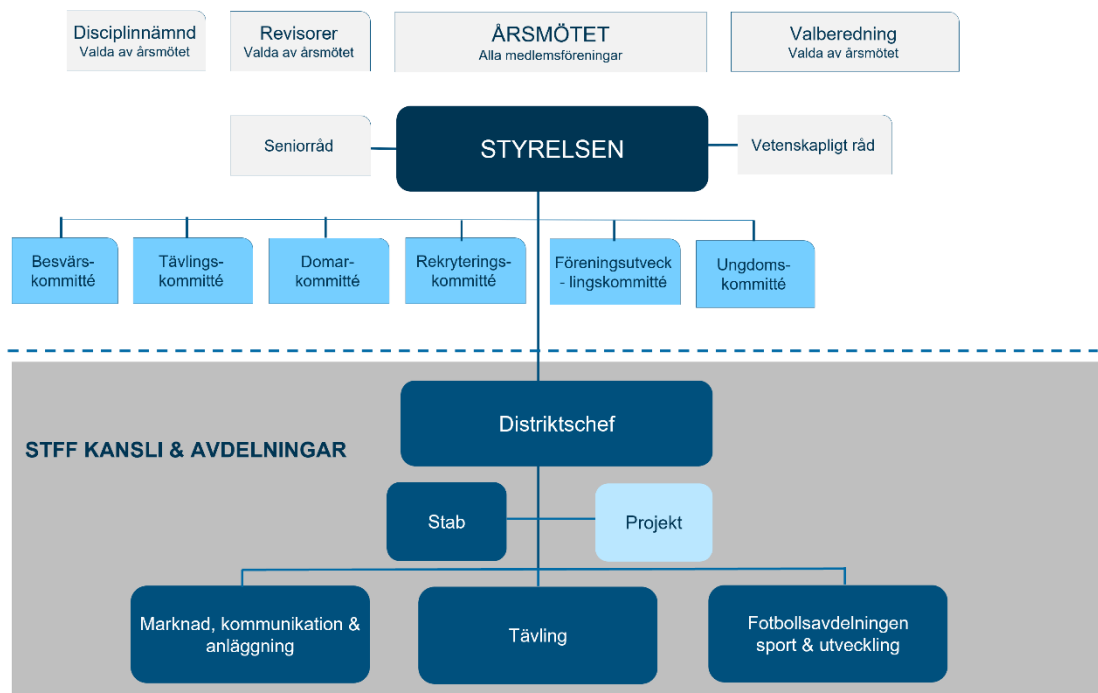 Disciplinnämnd
Valda av årsmötet
Revisorer
Valda av årsmötet
ÅRSMÖTET
Alla medlemsföreningar
Valberedning
Valda av årsmötet
Seniorråd
STYRELSEN
Vetenskapligt råd
Besvärs-
kommitté
Tävlings-
kommitté
Domar-
kommitté
Rekryterings-
kommitté
Föreningsutveck
- lingskommitté
Ungdoms-
kommitté
Distriktschef
STFF KANSLI & AVDELNINGAR
Stab
Projekt
Marknad, kommunikation &
anläggning
Tävling
Fotbollsavdelningen
sport & utveckling